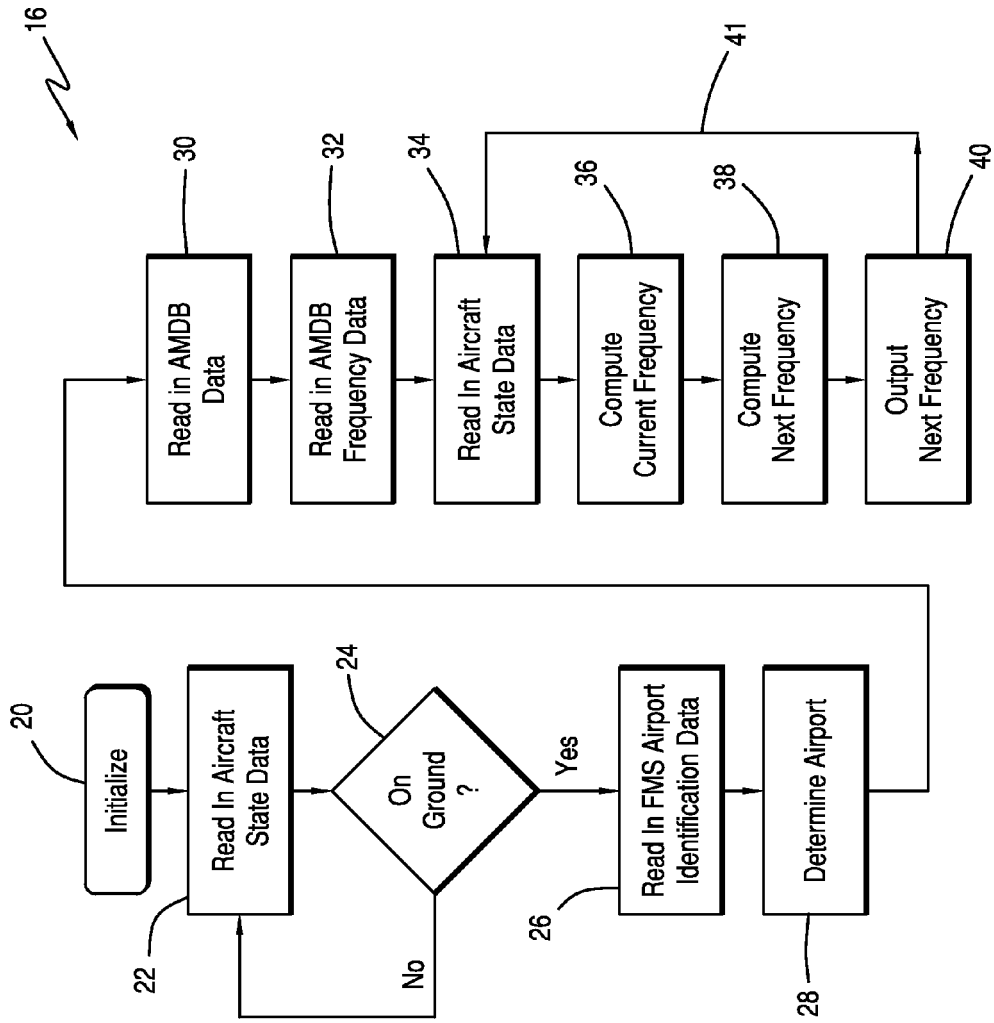 16
20
Initialize
22
Read In Aircraft
State Data
24
On
Ground
?
No
Yes
26
Read In FMS Airport
Identification Data
28
Determine Airport
30
Read in AMDB
Data
32
Read in AMDB
Frequency Data
34
Read In Aircraft
State Data
36
Compute
Current Frequency
38
Compute
Next Frequency
40
Output
Next Frequency
41